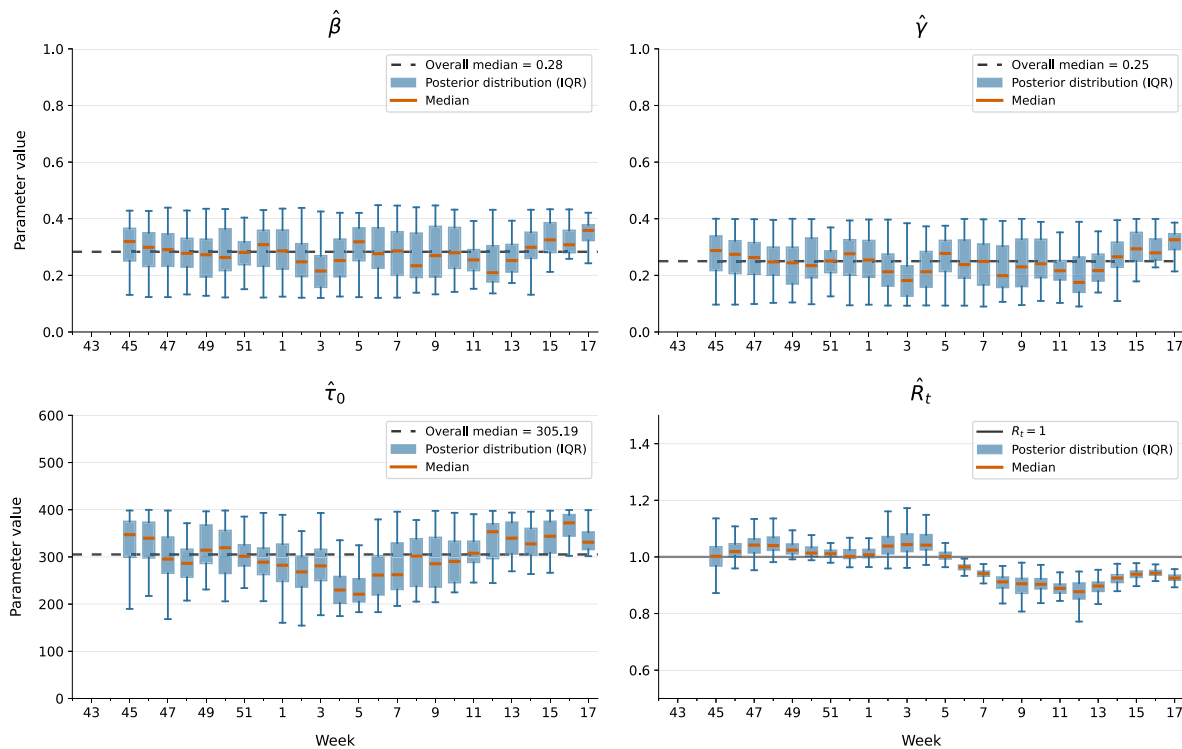 β̂
1.0
0.8
0.6
0.4
0.2
0.0
Parameter value
Overall median = 0.28
Posterior distribution (IQR)
Median
43 45 47 49 51 1 3 5 7 9 11 13 15 17
γ̂
1.0
0.8
0.6
0.4
0.2
0.0
Overall median = 0.25
Posterior distribution (IQR)
Median
43 45 47 49 51 1 3 5 7 9 11 13 15 17
τ̂₀
600
500
400
300
200
100
0
Parameter value
Overall median = 305.19
Posterior distribution (IQR)
Median
43 45 47 49 51 1 3 5 7 9 11 13 15 17
Week
R̂ₜ
1.4
1.2
1.0
0.8
0.6
Rₜ = 1
Posterior distribution (IQR)
Median
43 45 47 49 51 1 3 5 7 9 11 13 15 17
Week